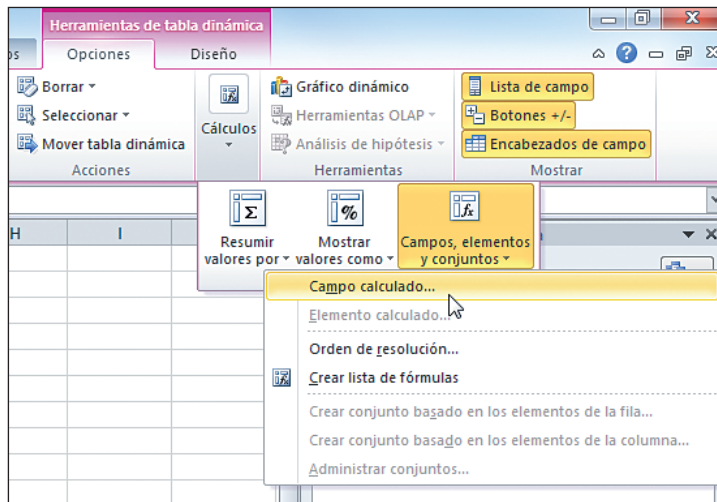 Herramientas de tabla dinámica
os Opciones Diseño
Borrar
Seleccionar
Mover tabla dinámica
Acciones
Cálculos
Gráfico dinámico
Herramientas OLAP
Análisis de hipótesis
Herramientas
Lista de campo
Botones +/-
Encabezados de campo
Mostrar
Resumir
valores por
Mostrar
valores como
Campos, elementos
y conjuntos
H I
Campo calculado...
Elemento calculado...
Orden de resolución...
Crear lista de fórmulas
Crear conjunto basado en los elementos de la fila...
Crear conjunto basado en los elementos de la columna...
Administrar conjuntos...